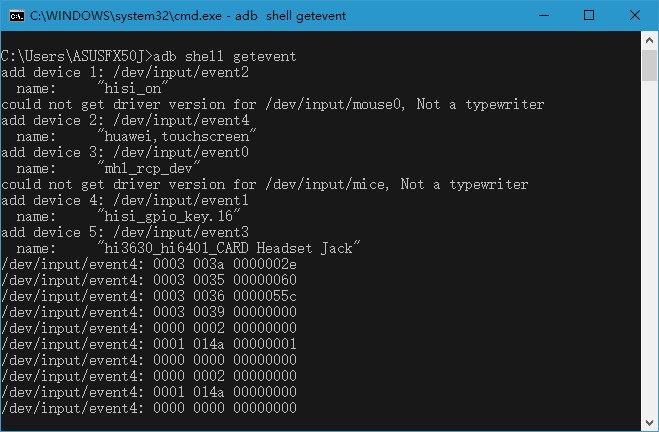 C:\WINDOWS\system32\cmd.exe - adb  shell getevent
C:\Users\ASUSFX50J>adb shell getevent
add device 1: /dev/input/event2
  name:     "hisi_on"
could not get driver version for /dev/input/mouse0, Not a typewriter
add device 2: /dev/input/event4
  name:     "huawei,touchscreen"
add device 3: /dev/input/event0
  name:     "mhl_rcp_dev"
could not get driver version for /dev/input/mice, Not a typewriter
add device 4: /dev/input/event1
  name:     "hisi_gpio_key.16"
add device 5: /dev/input/event3
  name:     "hi3630_hi6401_CARD Headset Jack"
/dev/input/event4: 0003 003a 0000002e
/dev/input/event4: 0003 0035 00000060
/dev/input/event4: 0003 0036 0000055c
/dev/input/event4: 0003 0039 00000000
/dev/input/event4: 0000 0002 00000000
/dev/input/event4: 0001 014a 00000001
/dev/input/event4: 0000 0000 00000000
/dev/input/event4: 0000 0002 00000000
/dev/input/event4: 0001 014a 00000000
/dev/input/event4: 0000 0000 00000000